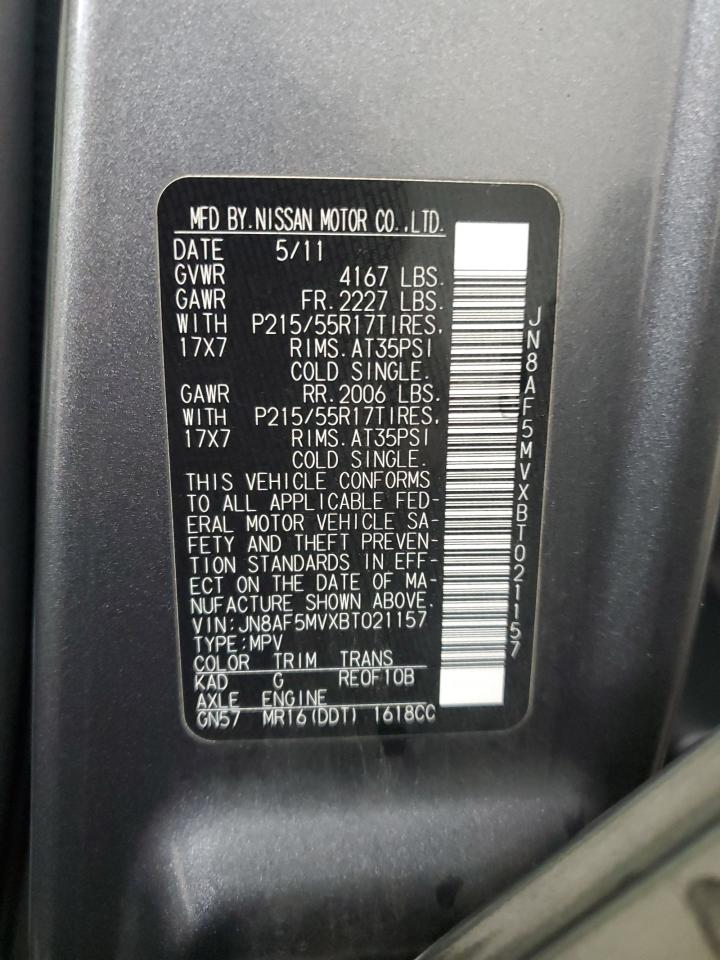 MFD BY.NISSAN MOTOR CO.,LTD.
DATE 5/11
GVWR 4167 LBS.
GAWR FR.2227 LBS.
WITH P215/55R17TIRES,
17X7 RIMS.AT35PSI
COLD SINGLE.
GAWR RR.2006 LBS.
WITH P215/55R17TIRES,
17X7 RIMS.AT35PSI
COLD SINGLE.
THIS VEHICLE CONFORMS
TO ALL APPLICABLE FED-
ERAL MOTOR VEHICLE SA-
FETY AND THEFT PREVEN-
TION STANDARDS IN EFF-
ECT ON THE DATE OF MA-
NUFACTURE SHOWN ABOVE.
VIN:JN8AF5MVXBT021157
TYPE:MPV
COLOR TRIM TRANS
KAD G RE0F10B
AXLE ENGINE
GN57 MR16(DDT) 1618CC
JN8AF5MVXBT021157